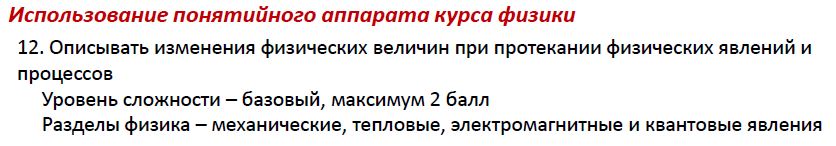 Использование понятийного аппарата курса физики
12. Описывать изменения физических величин при протекании физических явлений и
процессов
Уровень сложности – базовый, максимум 2 балл
Разделы физика – механические, тепловые, электромагнитные и квантовые явления